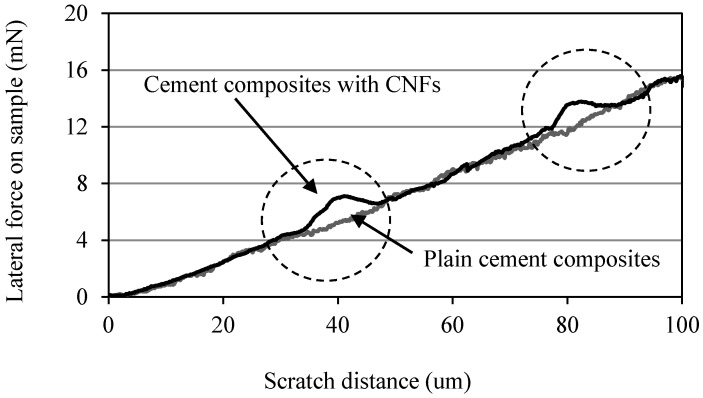 Lateral force on sample (mN)
20
16
12
8
4
0
Cement composites with CNFs
Plain cement composites
0 20 40 60 80 100
Scratch distance (um)